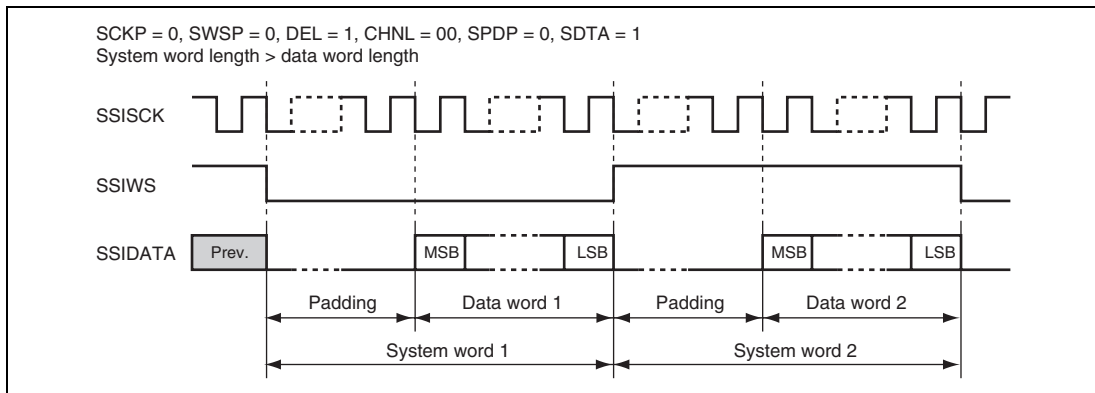 SCKP = 0, SWSP = 0, DEL = 1, CHNL = 00, SPDP = 0, SDTA = 1
System word length > data word length
SSISCK
SSIWS
SSIDATA Prev. MSB LSB MSB LSB
Padding Data word 1 Padding Data word 2
System word 1 System word 2